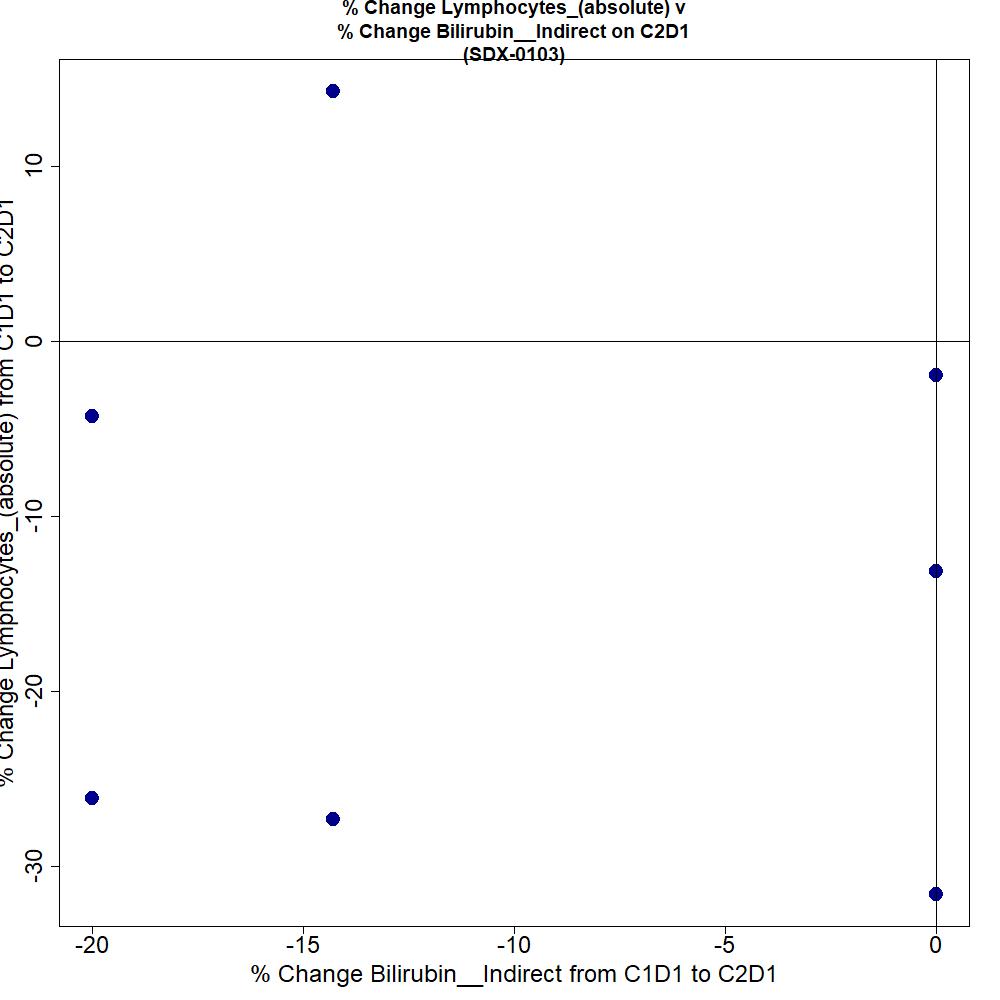 % Change Lymphocytes_(absolute) v
% Change Bilirubin__Indirect on C2D1
(SDX-0103)
% Change Lymphocytes_(absolute) from C1D1 to C2D1
10
0
-10
-20
-30
-20 -15 -10 -5 0
% Change Bilirubin__Indirect from C1D1 to C2D1